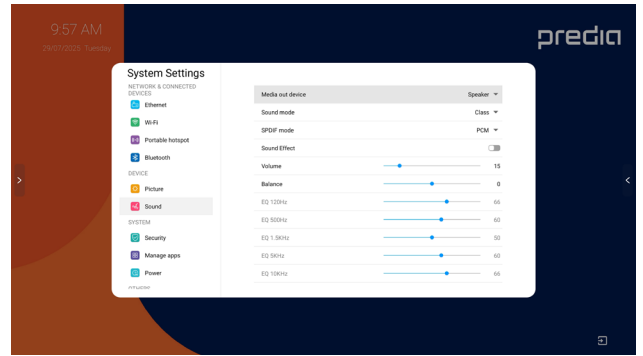 9:57 AM
29/07/2025 Tuesday
predia
System Settings
NETWORK & CONNECTED
DEVICES
Ethernet
Wi-Fi
Portable hotspot
Bluetooth
DEVICE
Picture
Sound
SYSTEM
Security
Manage apps
Power
Media out device Speaker
Sound mode Class
SPDIF mode PCM
Sound Effect
Volume 15
Balance 0
EQ 120Hz 66
EQ 500Hz 60
EQ 1.5KHz 50
EQ 5KHz 60
EQ 10KHz 66